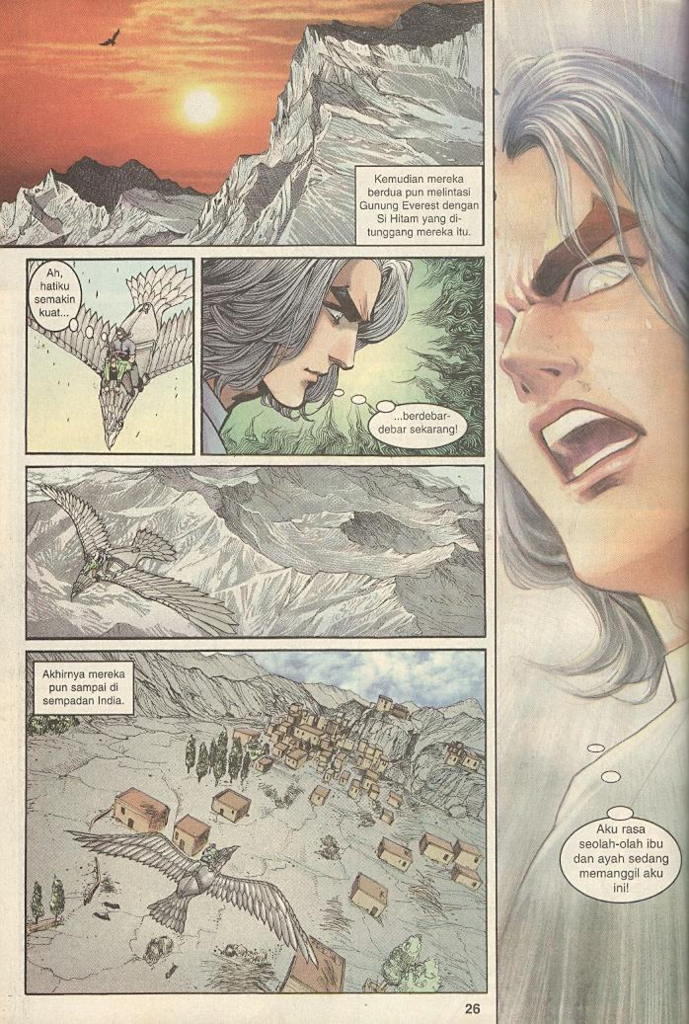 Kemudian mereka
berdua pun melintasi
Gunung Everest dengan
Si Hitam yang di-
tunggang mereka itu.
Ah,
hatiku
semakin
kuat...
...berdebar-
debar sekarang!
Akhirnya mereka
pun sampai di
sempadan India.
Aku rasa
seolah-olah ibu
dan ayah sedang
memanggil aku
ini!
26